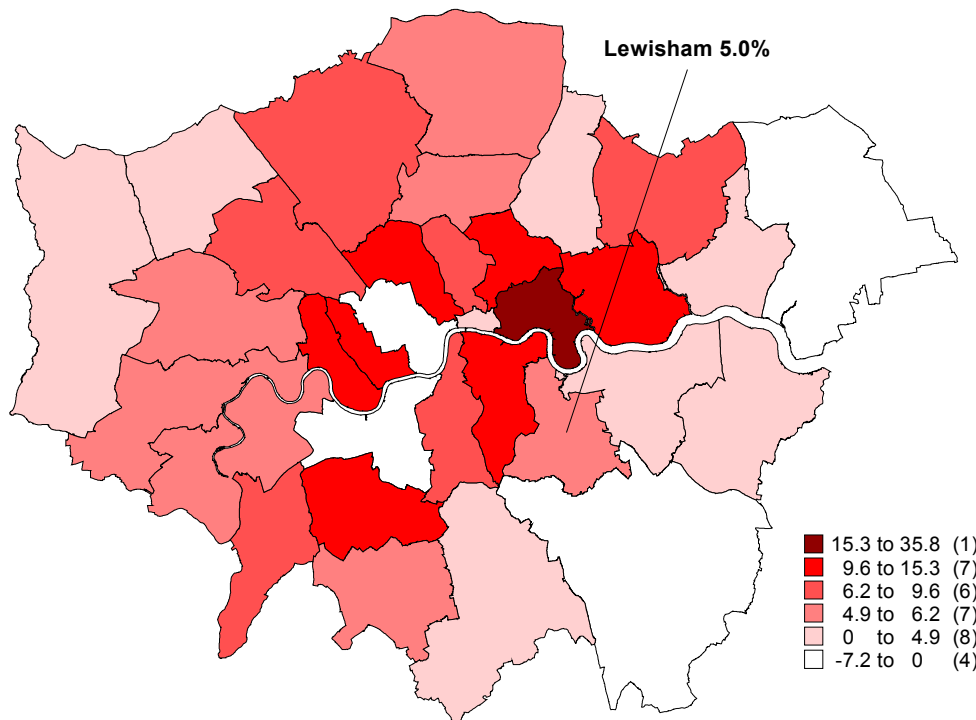 Lewisham 5.0%
15.3 to 35.8 (1)
9.6 to 15.3 (7)
6.2 to 9.6 (6)
4.9 to 6.2 (7)
0 to 4.9 (8)
-7.2 to 0 (4)